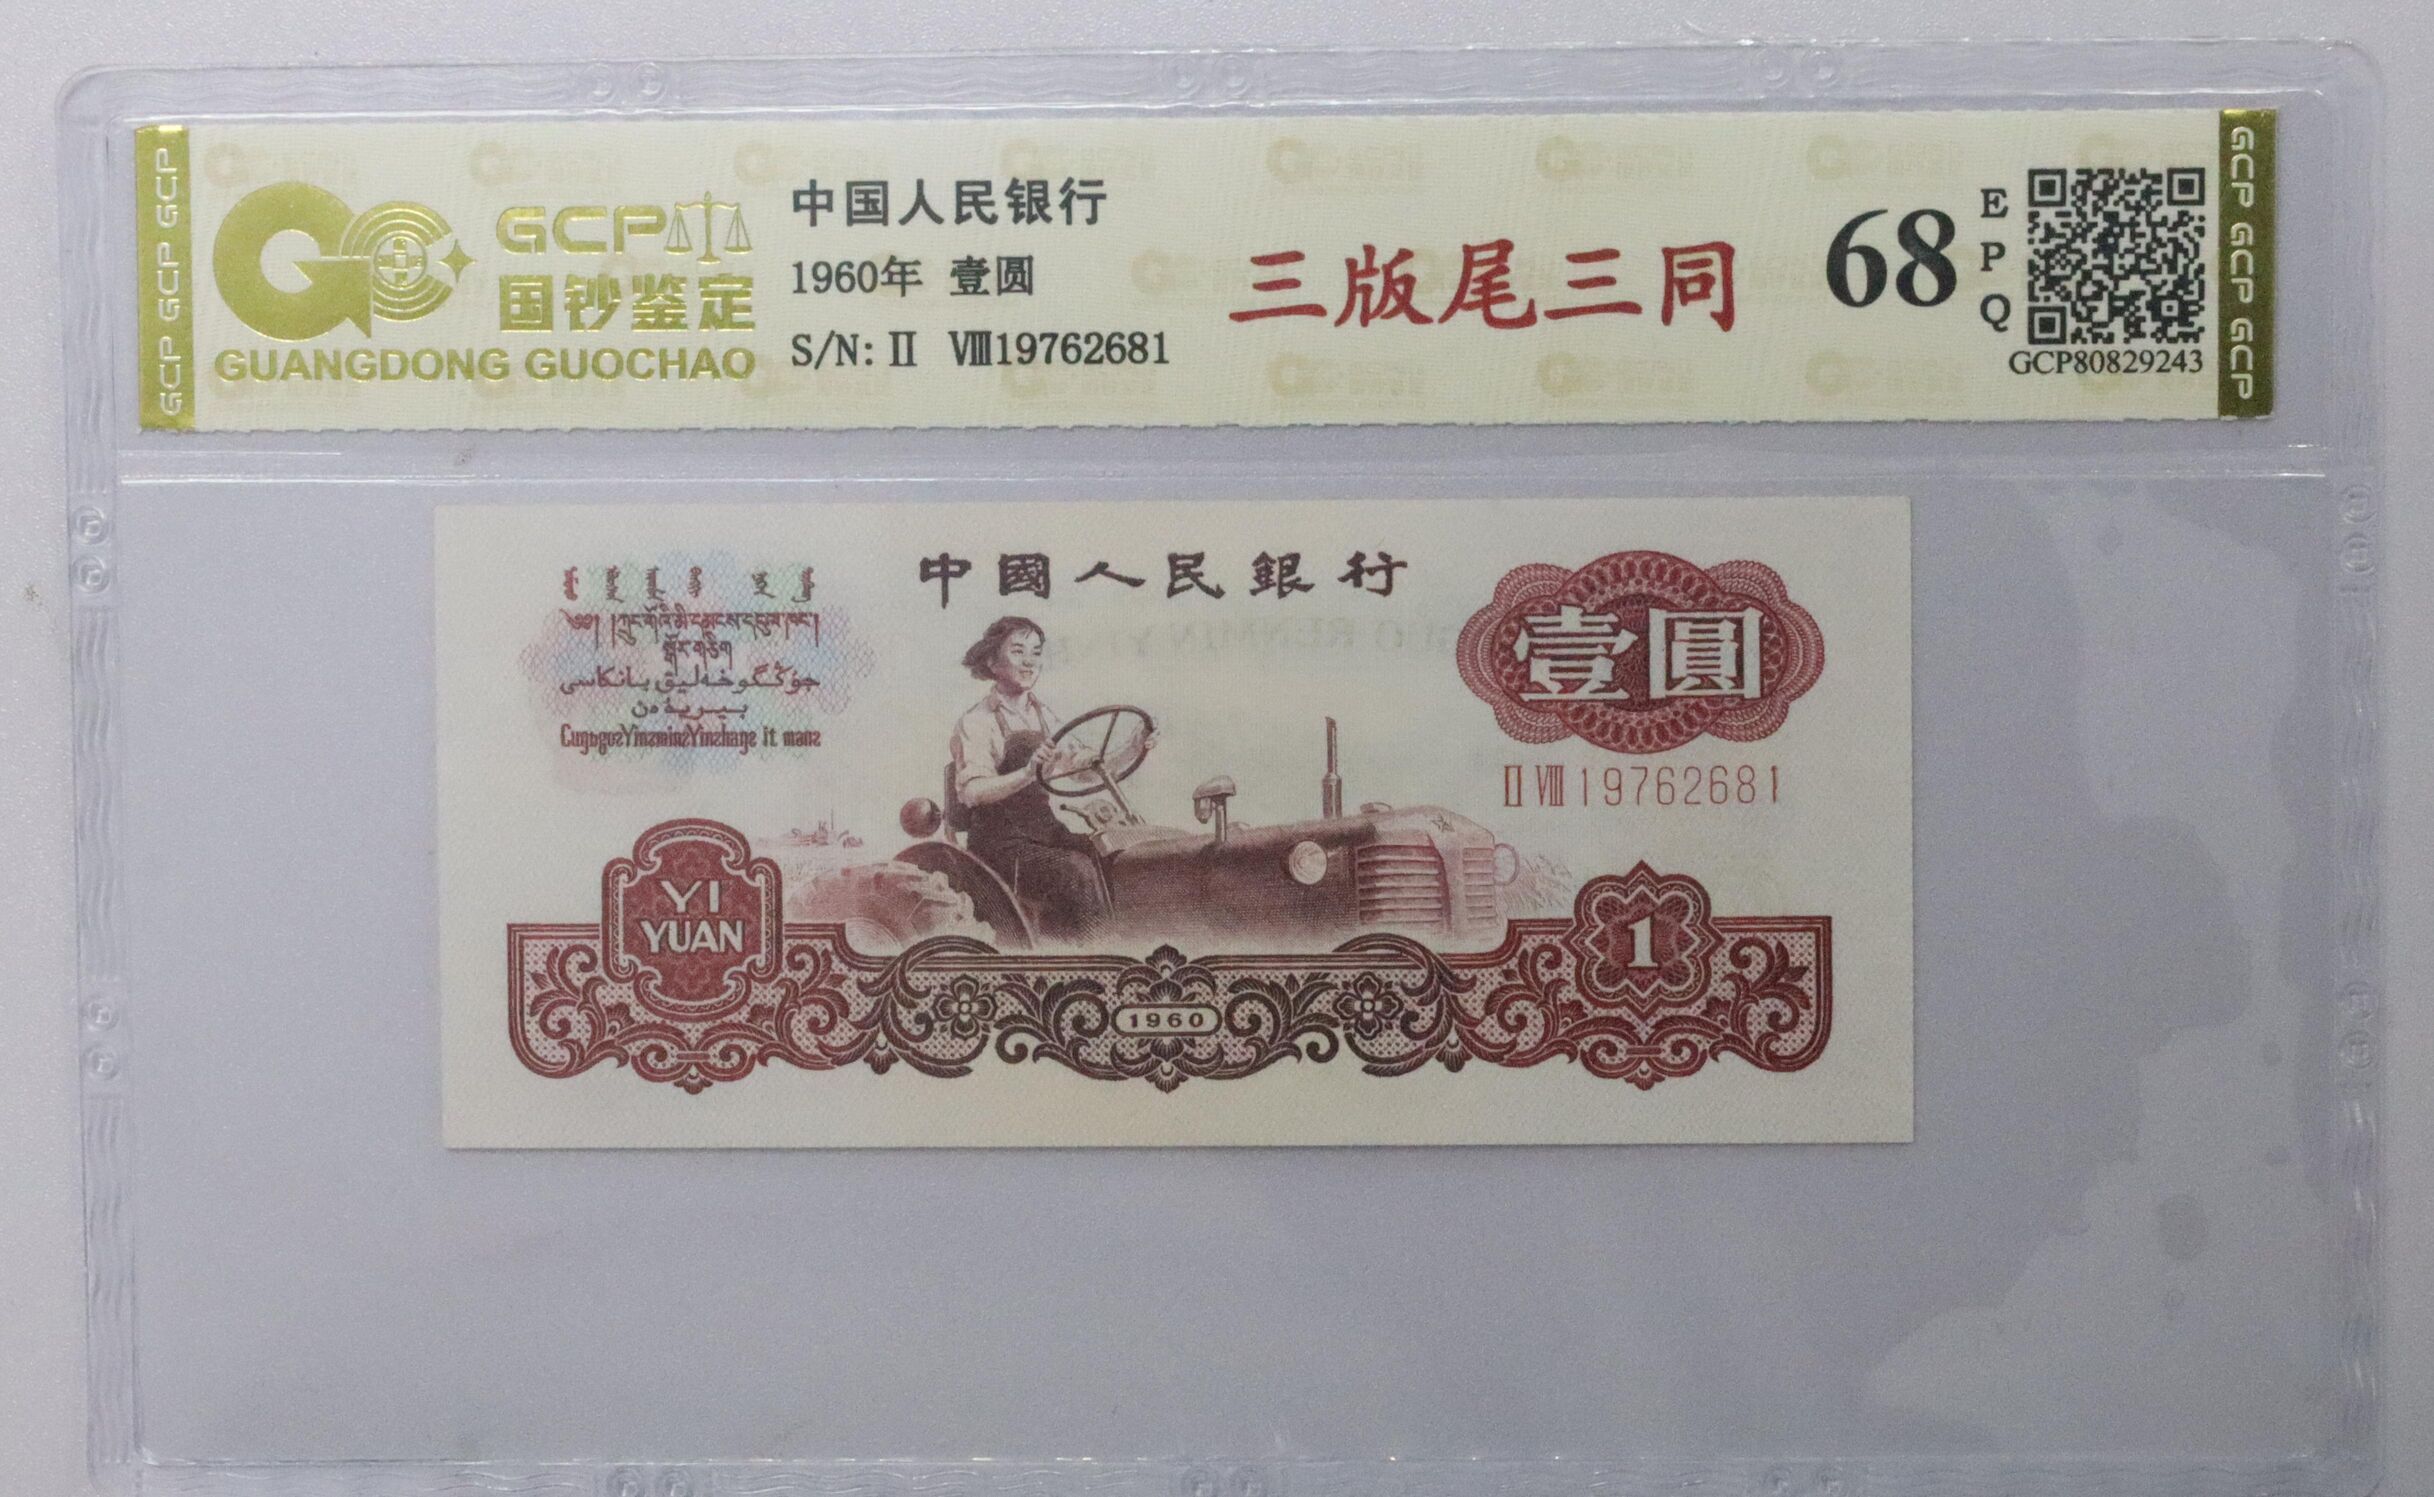 GCP GCP GCP
GCP
国钞鉴定
GUANGDONG GUOCHAO
中国人民银行
1960年 壹圆
S/N: Ⅱ Ⅷ19762681
三版尾三同
68
E
P
Q
GCP80829243
GCP GCP GCP
中國人民銀行
壹圓
ⅡⅧ19762681
YI
YUAN
1960
1